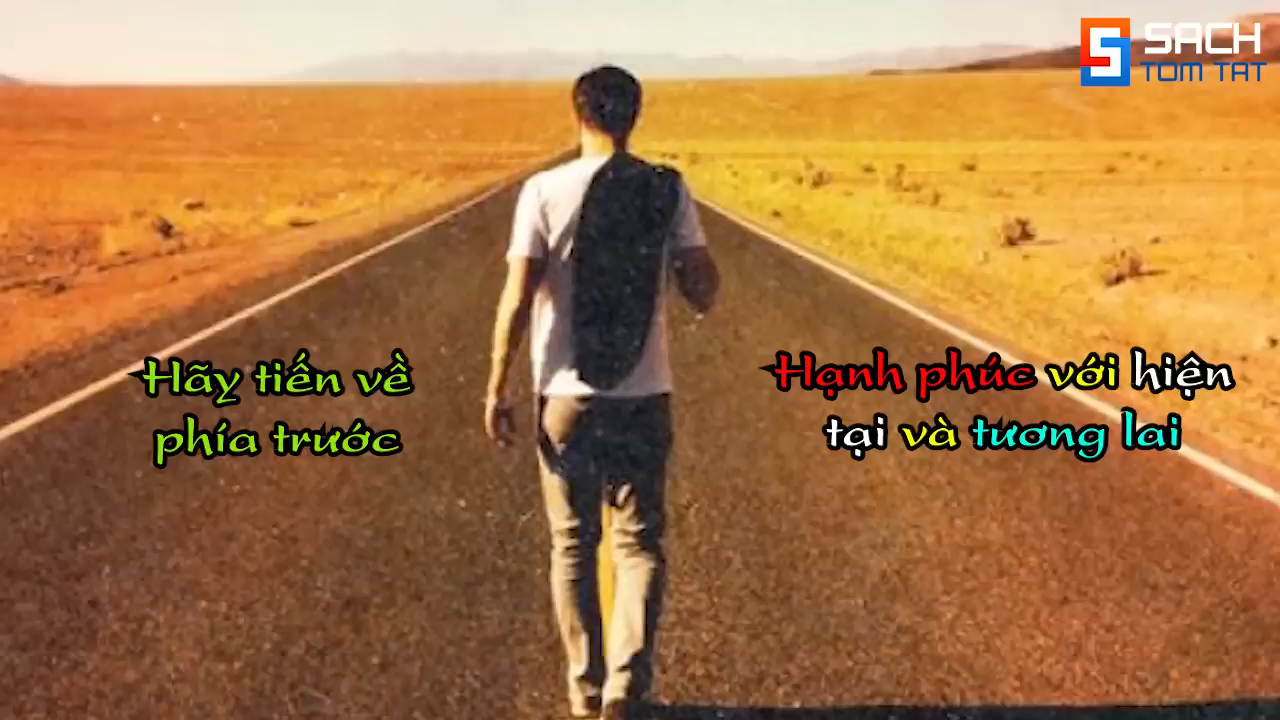 SACH
TOM TAT
Hãy tiến về
phía trước
Hạnh phúc với hiện
tại và tương lai